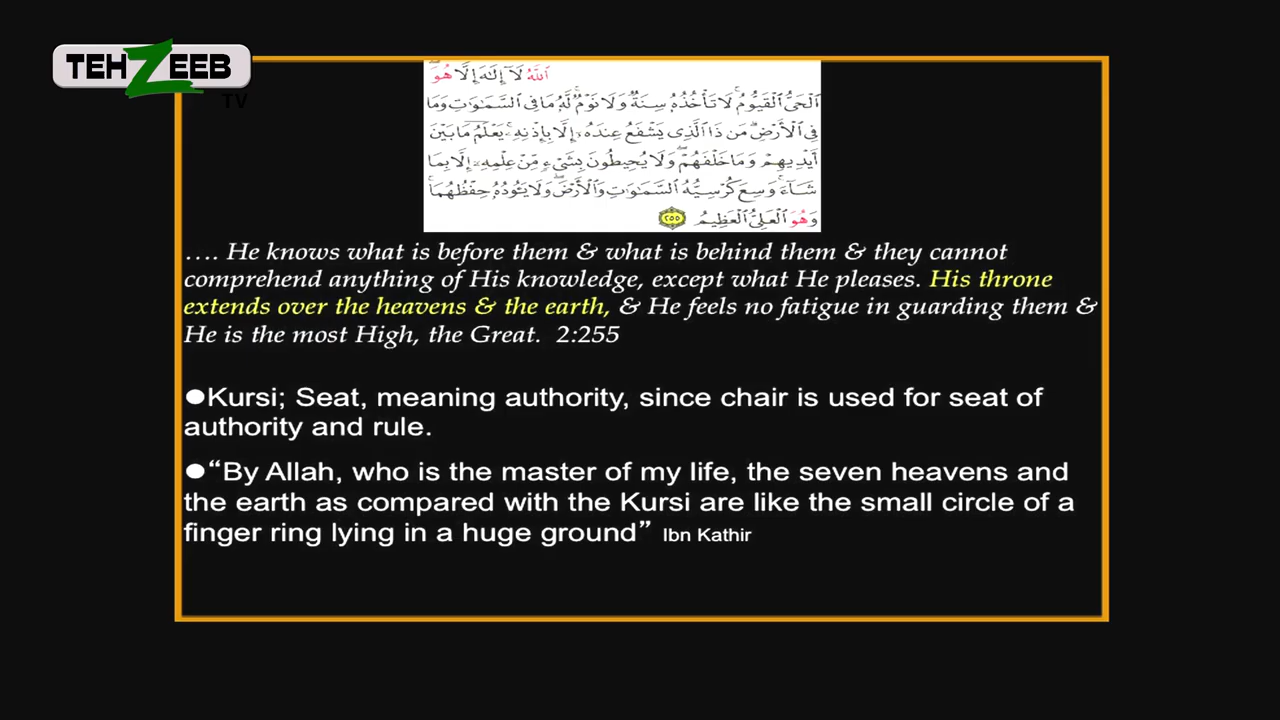 TEHZEEB
TV
ٱللَّهُ لَآ إِلَٰهَ إِلَّا هُوَ
ٱلْحَىُّ ٱلْقَيُّومُ ۚ لَا تَأْخُذُهُۥ سِنَةٌ وَلَا نَوْمٌ ۚ لَّهُۥ مَا فِى ٱلسَّمَٰوَٰتِ وَمَا
فِى ٱلْأَرْضِ ۗ مَن ذَا ٱلَّذِى يَشْفَعُ عِندَهُۥٓ إِلَّا بِإِذْنِهِۦ ۚ يَعْلَمُ مَا بَيْنَ
أَيْدِيهِمْ وَمَا خَلْفَهُمْ ۖ وَلَا يُحِيطُونَ بِشَىْءٍ مِّنْ عِلْمِهِۦٓ إِلَّا بِمَا
شَآءَ ۚ وَسِعَ كُرْسِيُّهُ ٱلسَّمَٰوَٰتِ وَٱلْأَرْضَ ۖ وَلَا يَـُٔودُهُۥ حِفْظُهُمَا ۚ
وَهُوَ ٱلْعَلِىُّ ٱلْعَظِيمُ ٢٥٥
…. He knows what is before them & what is behind them & they cannot
comprehend anything of His knowledge, except what He pleases. His throne
extends over the heavens & the earth, & He feels no fatigue in guarding them &
He is the most High, the Great. 2:255
●Kursi; Seat, meaning authority, since chair is used for seat of
authority and rule.
●“By Allah, who is the master of my life, the seven heavens and
the earth as compared with the Kursi are like the small circle of a
finger ring lying in a huge ground” Ibn Kathir